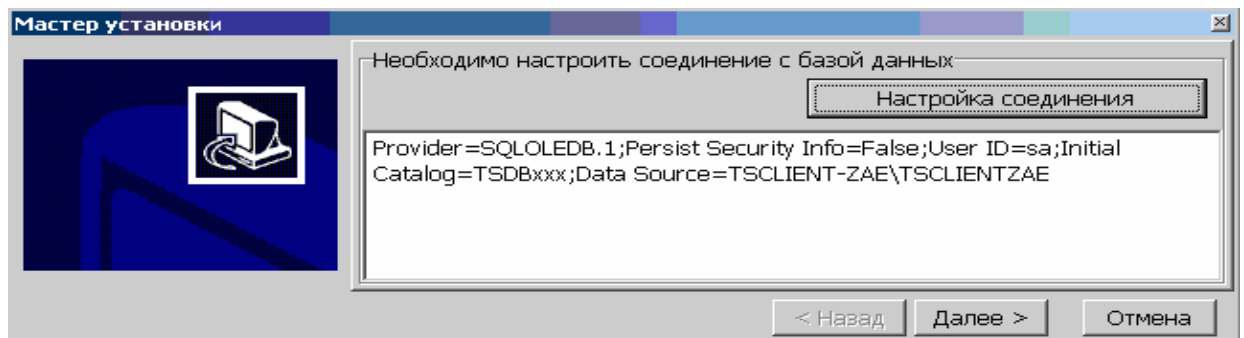 Мастер установки
Необходимо настроить соединение с базой данных
Настройка соединения
Provider=SQLOLEDB.1;Persist Security Info=False;User ID=sa;Initial
Catalog=TSDBxxx;Data Source=TSCLIENT-ZAE\TSCLIENTZAE
< Назад Далее > Отмена